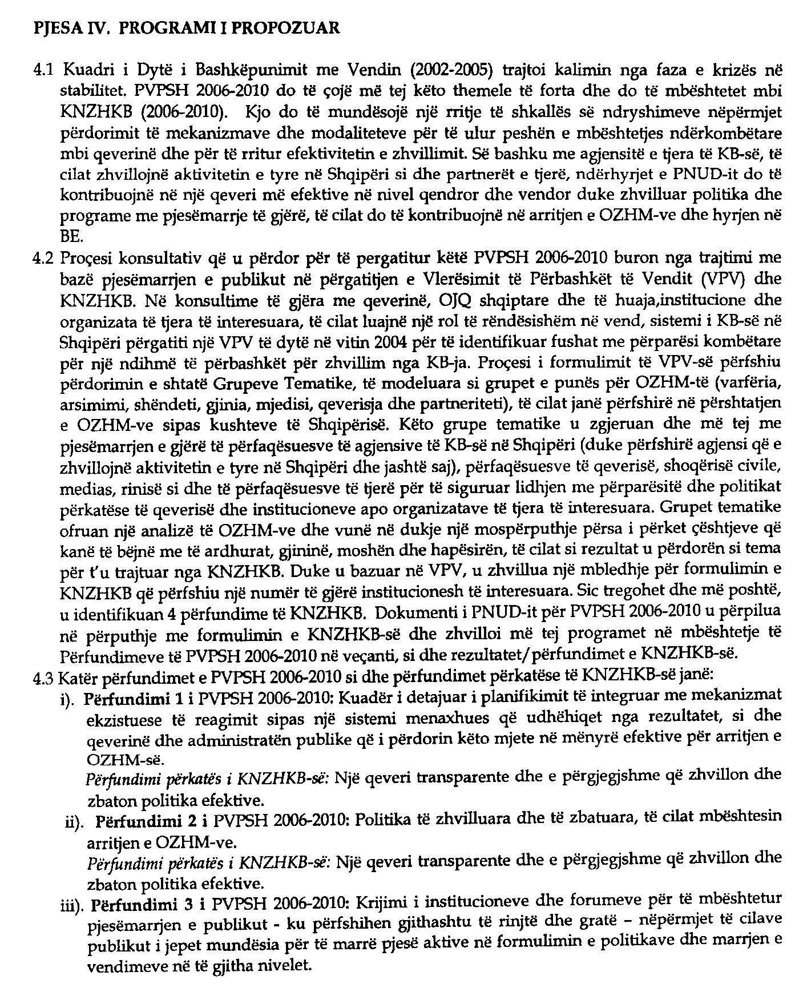 PJESA IV. PROGRAMI I PROPOZUAR
4.1 Kuadri i Dytë i Bashkëpunimit me Vendin (2002-2005) trajtoi kalimin nga faza e krizës në
stabilitet. PVPSH 2006-2010 do të çojë më tej këto themele të forta dhe do të mbështetet mbi
KNZHKB (2006-2010). Kjo do të mundësojë një rritje të shkallës së ndryshimeve nëpërmjet
përdorimit të mekanizmave dhe modaliteteve për të ulur peshën e mbështetjes ndërkombëtare
mbi qeverinë dhe për të rritur efektivitetin e zhvillimit. Së bashku me agjensitë e tjera të KB-së, të
cilat zhvillojnë aktivitetin e tyre në Shqipëri si dhe partnerët e tjerë, ndërhyrjet e PNUD-it do të
kontribuojnë në një qeveri më efektive në nivel qendror dhe vendor duke zhvilluar politika dhe
programe me pjesëmarrje të gjërë, të cilat do të kontribuojnë në arritjen e OZHM-ve dhe hyrjen në
BE.
4.2 Proçesi konsultativ që u përdor për të pergatitur këtë PVPSH 2006-2010 buron nga trajtimi me
bazë pjesëmarrjen e publikut në përgatitjen e Vlerësimit të Përbashkët të Vendit (VPV) dhe
KNZHKB. Në konsultime të gjëra me qeverinë, OJQ shqiptare dhe të huaja,institucione dhe
organizata të tjera të interesuara, të cilat luajnë një rol të rëndësishëm në vend, sistemi i KB-së në
Shqipëri përgatiti një VPV të dytë në vitin 2004 për të identifikuar fushat me përparësi kombëtare
për një ndihmë të përbashkët për zhvillim nga KB-ja. Proçesi i formulimit të VPV-së përfshiu
përdorimin e shtatë Grupeve Tematike, të modeluara si grupet e punës për OZHM-të (varfëria,
arsimimi, shëndeti, gjinia, mjedisi, qeverisja dhe partneriteti), të cilat janë përfshirë në përshtatjen
e OZHM-ve sipas kushteve të Shqipërisë. Këto grupe tematike u zgjeruan dhe më tej me
pjesëmarrjen e gjërë të përfaqësuesve të agjensive të KB-së në Shqipëri (duke përfshirë agjensi që e
zhvillojnë aktivitetin e tyre në Shqipëri dhe jashtë saj), përfaqësuesve të qeverisë, shoqërisë civile,
medias, rinisë si dhe të përfaqësuesve të tjerë për të siguruar lidhjen me përparësitë dhe politikat
përkatëse të qeverisë dhe institucioneve apo organizatave të tjera të interesuara. Grupet tematike
ofruan një analizë të OZHM-ve dhe vunë në dukje një mospërputhje përsa i përket çështjeve që
kanë të bëjnë me të ardhurat, gjininë, moshën dhe hapësirën, të cilat si rezultat u përdorën si tema
për t'u trajtuar nga KNZHKB. Duke u bazuar në VPV, u zhvillua një mbledhje për formulimin e
KNZHKB që përfshiu një numër të gjërë institucionesh të interesuara. Sic tregohet dhe më poshtë,
u identifikuan 4 përfundime të KNZHKB. Dokumenti i PNUD-it për PVPSH 2006-2010 u përpilua
në përputhje me formulimin e KNZHKB-së dhe zhvilloi më tej programet në mbështetje të
Përfundimeve të PVPSH 2006-2010 në veçanti, si dhe rezultatet/përfundimet e KNZHKB-së.
4.3 Katër përfundimet e PVPSH 2006-2010 si dhe përfundimet përkatëse të KNZHKB-së janë:
i). Përfundimi 1 i PVPSH 2006-2010: Kuadër i detajuar i planifikimit të integruar me mekanizmat
ekzistuese të reagimit sipas një sistemi menaxhues që udhëhiqet nga rezultatet, si dhe
qeverinë dhe administratën publike që i përdorin këto mjete në mënyrë efektive për arritjen e
OZHM-së.
Përfundimi përkatës i KNZHKB-së: Një qeveri transparente dhe e përgjegjshme që zhvillon dhe
zbaton politika efektive.
ii). Përfundimi 2 i PVPSH 2006-2010: Politika të zhvilluara dhe të zbatuara, të cilat mbështesin
arritjen e OZHM-ve.
Përfundimi përkatës i KNZHKB-së: Një qeveri transparente dhe e përgjegjshme që zhvillon dhe
zbaton politika efektive.
iii). Përfundimi 3 i PVPSH 2006-2010: Krijimi i institucioneve dhe forumeve për të mbështetur
pjesëmarrjen e publikut - ku përfshihen gjithashtu të rinjtë dhe gratë – nëpërmjet të cilave
publikut i jepet mundësia për të marrë pjesë aktive në formulimin e politikave dhe marrjen e
vendimeve në të gjitha nivelet.